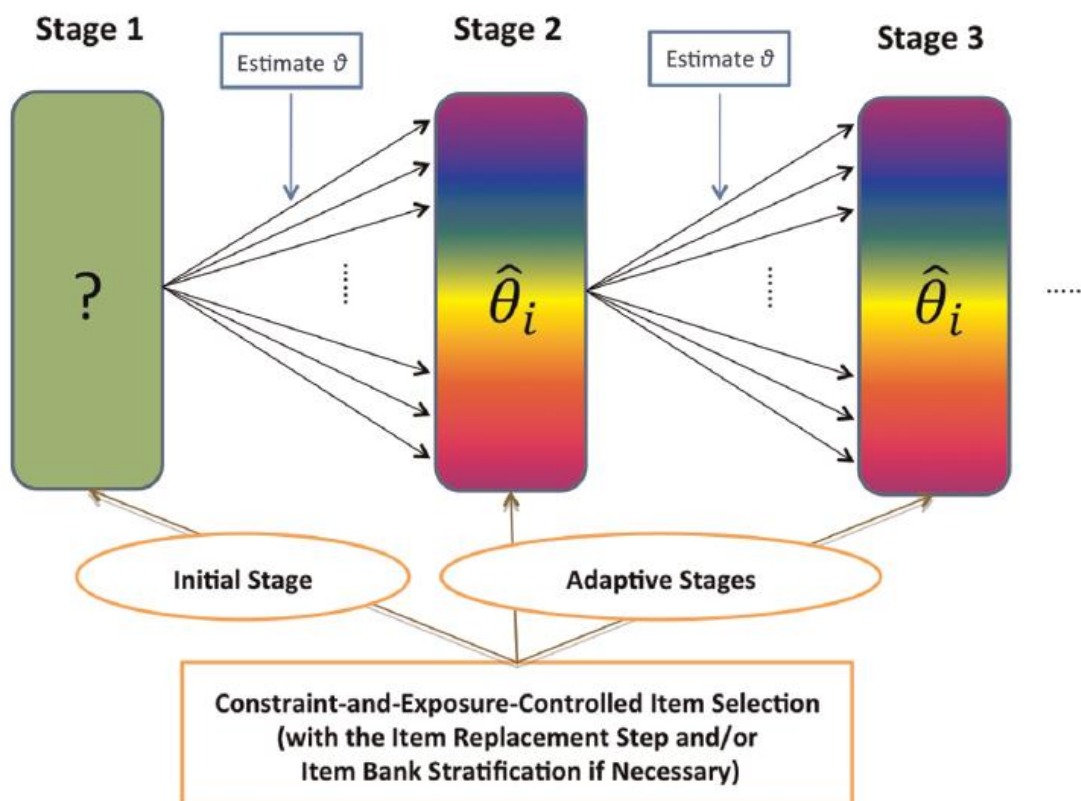 Stage 1
Stage 2
Stage 3
Estimate ϑ
Estimate ϑ
?
θ̂ᵢ
θ̂ᵢ
Initial Stage
Adaptive Stages
Constraint-and-Exposure-Controlled Item Selection
(with the Item Replacement Step and/or
Item Bank Stratification if Necessary)